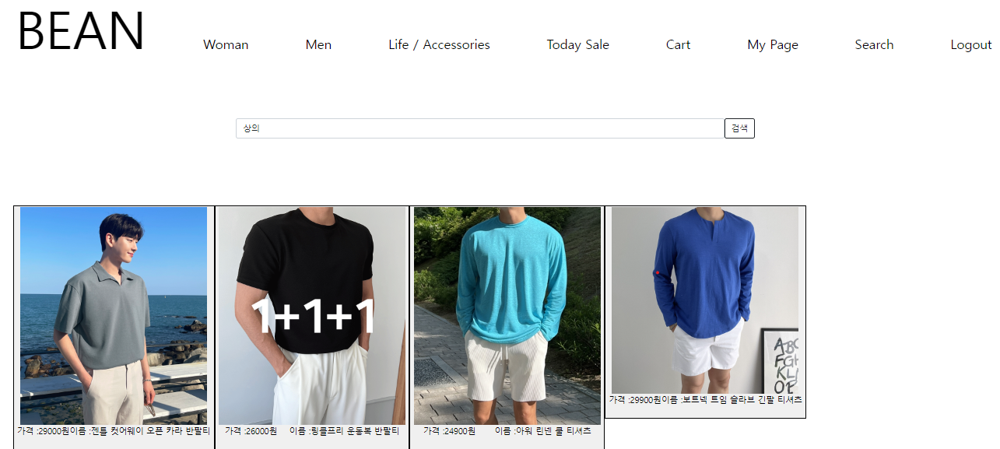 BEAN
Woman Men Life / Accessories Today Sale Cart My Page Search Logout
상의 검색
1+1+1
ABC
FGH
KL
OP
가격 :29000원이름 :젠틀 컷어웨이 오픈 카라 반팔티
가격 :26000원 이름 :링클프리 운동복 반팔티
가격 :24900원 이름 :아워 린넨 쿨 티셔츠
가격 :29900원이름 :보트넥 트임 슬라브 긴팔 티셔츠